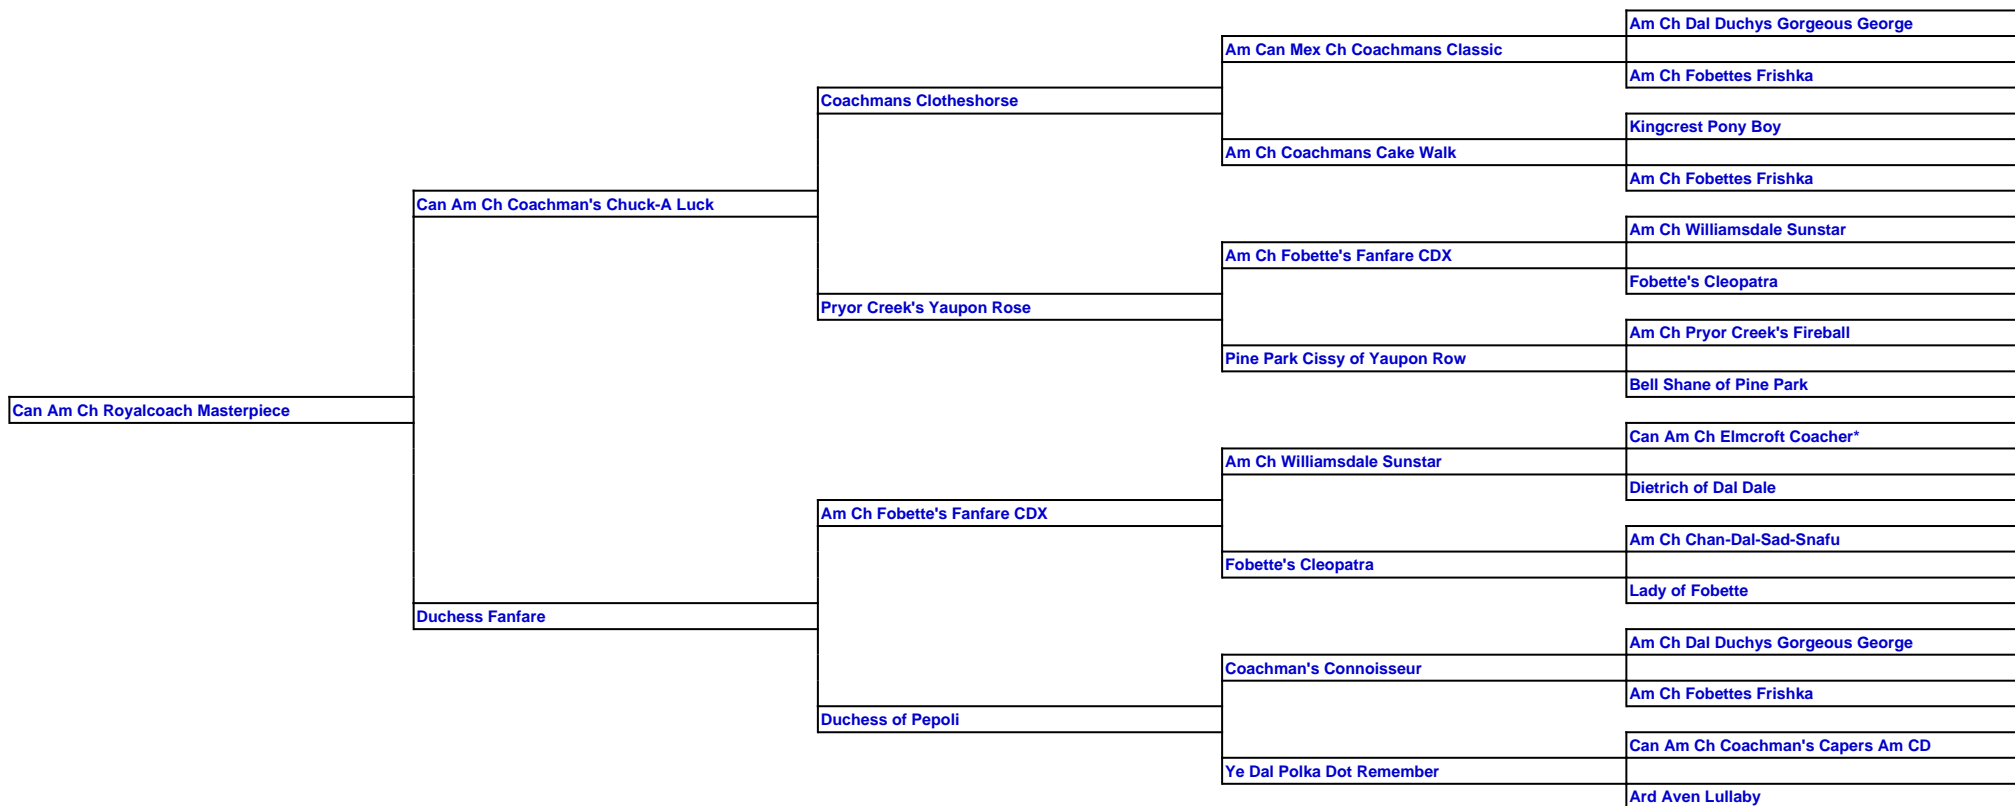 Am Ch Dal Duchys Gorgeous George
Am Can Mex Ch Coachmans Classic
Am Ch Fobettes Frishka
Coachmans Clotheshorse
Kingcrest Pony Boy
Am Ch Coachmans Cake Walk
Am Ch Fobettes Frishka
Can Am Ch Coachman's Chuck-A Luck
Am Ch Williamsdale Sunstar
Am Ch Fobette's Fanfare CDX
Fobette's Cleopatra
Pryor Creek's Yaupon Rose
Am Ch Pryor Creek's Fireball
Pine Park Cissy of Yaupon Row
Bell Shane of Pine Park
Can Am Ch Royalcoach Masterpiece
Can Am Ch Elmcroft Coacher*
Am Ch Williamsdale Sunstar
Dietrich of Dal Dale
Am Ch Fobette's Fanfare CDX
Am Ch Chan-Dal-Sad-Snafu
Fobette's Cleopatra
Lady of Fobette
Duchess Fanfare
Am Ch Dal Duchys Gorgeous George
Coachman's Connoisseur
Am Ch Fobettes Frishka
Duchess of Pepoli
Can Am Ch Coachman's Capers Am CD
Ye Dal Polka Dot Remember
Ard Aven Lullaby